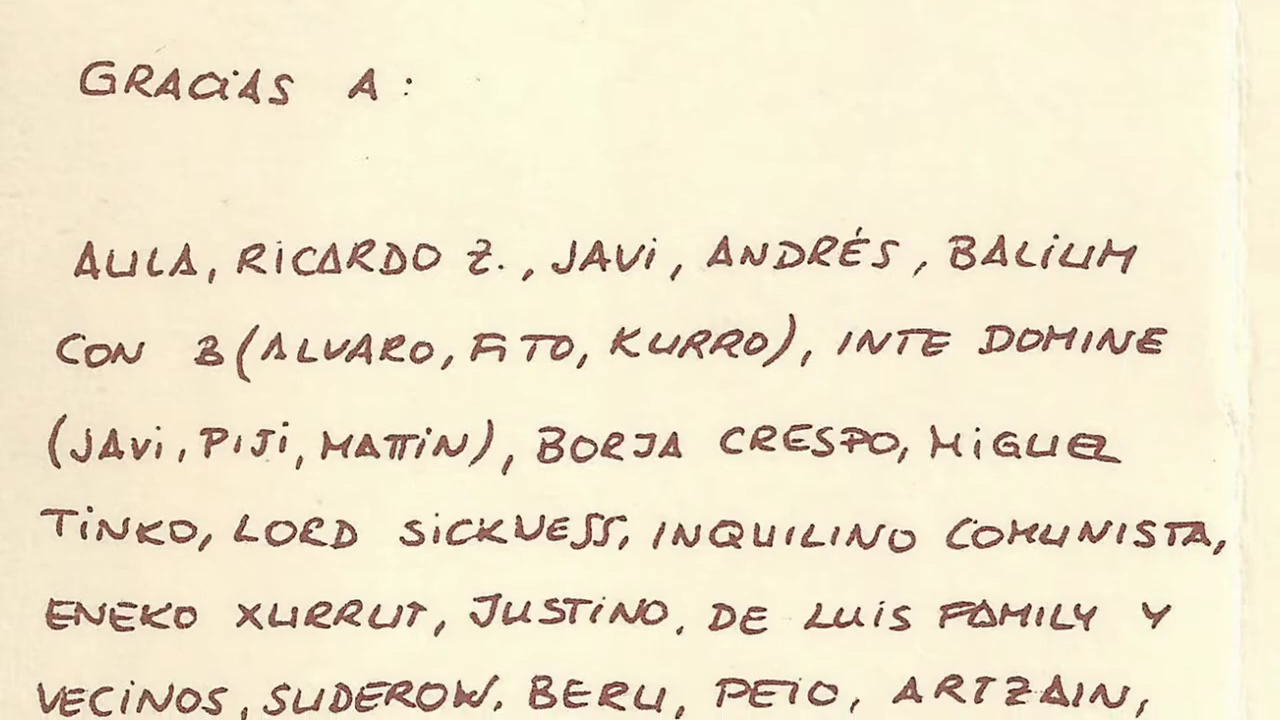 GRACIAS A:
AULA, RICARDO Z., JAVI, ANDRÉS, BALIUM
CON B (ALVARO, FITO, KURRO), INTE DOMINE
(JAVI, PIJI, MATTIN), BORJA CRESPO, MIGUEL
TINKO, LORD SICKNESS, INQUILINO COMUNISTA,
ENEKO XURRUT, JUSTINO, DE LUIS FAMILY Y
VECINOS, SUDEROW, BERU, PEIO, ARTZAIN,